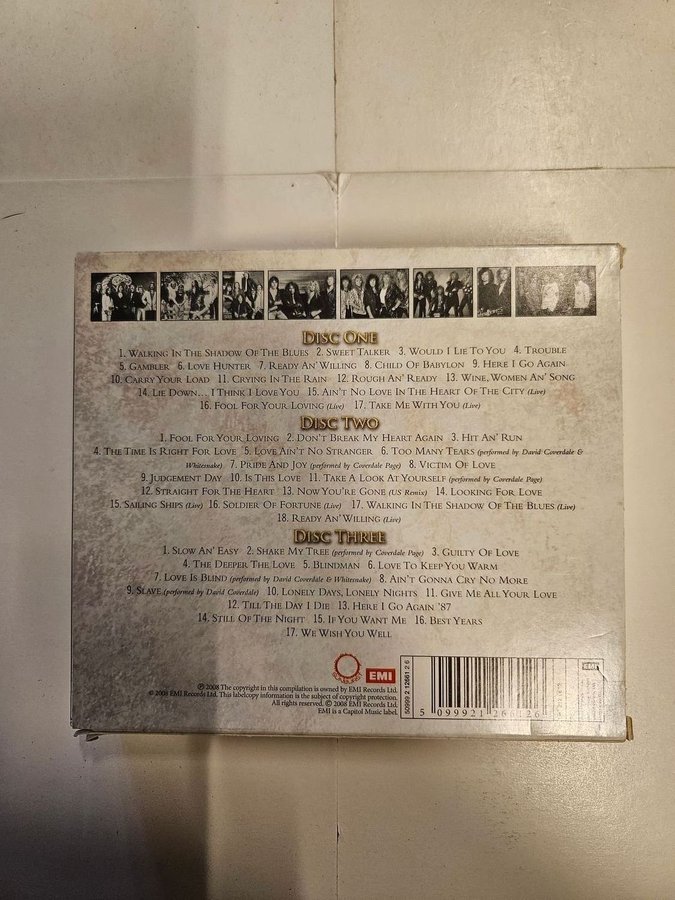 DISC ONE
1. WALKING IN THE SHADOW OF THE BLUES 2. SWEET TALKER 3. WOULD I LIE TO YOU 4. TROUBLE
5. GAMBLER 6. LOVE HUNTER 7. READY AN' WILLING 8. CHILD OF BABYLON 9. HERE I GO AGAIN
10. CARRY YOUR LOAD 11. CRYING IN THE RAIN 12. ROUGH AN' READY 13. WINE, WOMEN AN' SONG
14. LIE DOWN... I THINK I LOVE YOU 15. AIN'T NO LOVE IN THE HEART OF THE CITY (Live)
16. FOOL FOR YOUR LOVING (Live) 17. TAKE ME WITH YOU (Live)
DISC TWO
1. FOOL FOR YOUR LOVING 2. DON'T BREAK MY HEART AGAIN 3. HIT AN' RUN
4. THE TIME IS RIGHT FOR LOVE 5. LOVE AIN'T NO STRANGER 6. TOO MANY TEARS (performed by David Coverdale &
Whitesnake) 7. PRIDE AND JOY (performed by Coverdale Page) 8. VICTIM OF LOVE
9. JUDGEMENT DAY 10. IS THIS LOVE 11. TAKE A LOOK AT YOURSELF (performed by Coverdale Page)
12. STRAIGHT FOR THE HEART 13. NOW YOU'RE GONE (US Remix) 14. LOOKING FOR LOVE
15. SAILING SHIPS (Live) 16. SOLDIER OF FORTUNE (Live) 17. WALKING IN THE SHADOW OF THE BLUES (Live)
18. READY AN' WILLING (Live)
DISC THREE
1. SLOW AN' EASY 2. SHAKE MY TREE (performed by Coverdale Page) 3. GUILTY OF LOVE
4. THE DEEPER THE LOVE 5. BLINDMAN 6. LOVE TO KEEP YOU WARM
7. LOVE IS BLIND (performed by David Coverdale & Whitesnake) 8. AIN'T GONNA CRY NO MORE
9. SLAVE (performed by David Coverdale) 10. LONELY DAYS, LONELY NIGHTS 11. GIVE ME ALL YOUR LOVE
12. TILL THE DAY I DIE 13. HERE I GO AGAIN '87
14. STILL OF THE NIGHT 15. IF YOU WANT ME 16. BEST YEARS
17. WE WISH YOU WELL
EMI
℗ 2008 The copyright in this compilation is owned by EMI Records Ltd.
© 2008 EMI Records Ltd. This labelcopy information is the subject of copyright protection.
All rights reserved. © 2008 EMI Records Ltd.
EMI is a Capitol Music label.
50999 2 12661 2 6
5 099921 266126
EMI